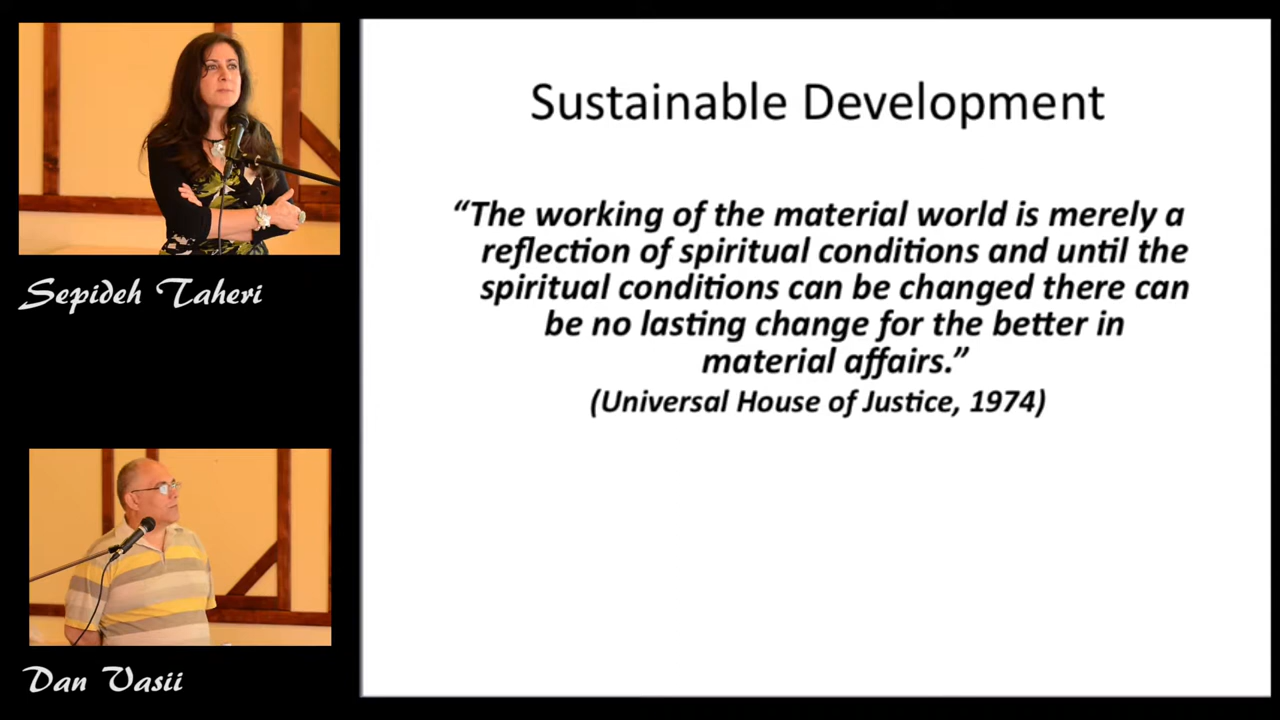 Sepideh Taheri
Dan Vasii
Sustainable Development
“The working of the material world is merely a
reflection of spiritual conditions and until the
spiritual conditions can be changed there can
be no lasting change for the better in
material affairs.”
(Universal House of Justice, 1974)